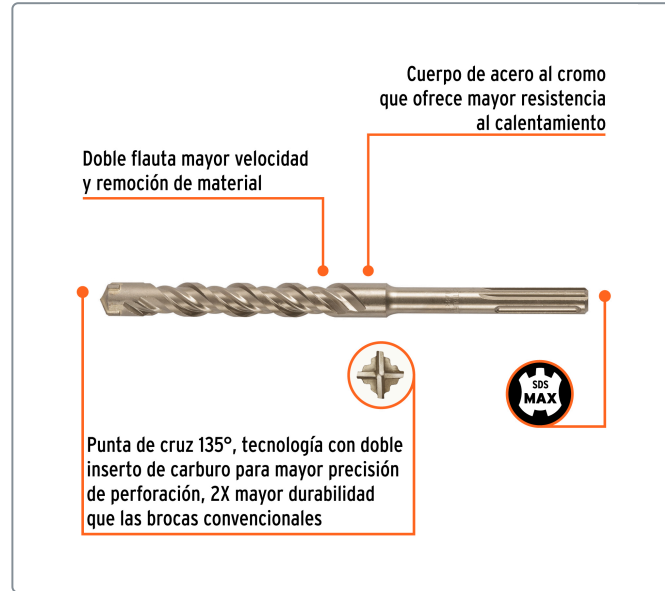 Cuerpo de acero al cromo
que ofrece mayor resistencia
al calentamiento
Doble flauta mayor velocidad
y remoción de material
SDS
MAX
Punta de cruz 135°, tecnología con doble
inserto de carburo para mayor precisión
de perforación, 2X mayor durabilidad
que las brocas convencionales